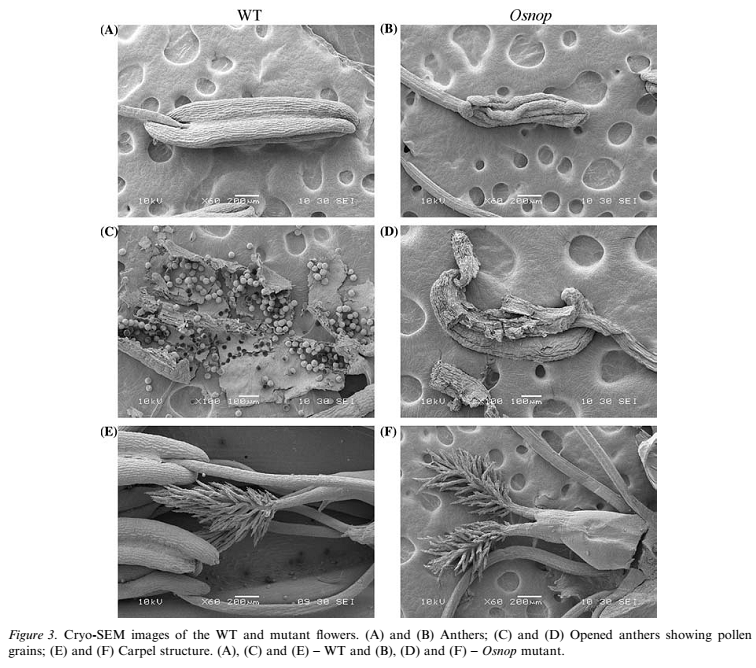 WT Osnop
(A) (B)
10kV X60 200μm 10 30 SEI 10kV X60 200μm 10 30 SEI
(C) (D)
10kV X100 100μm 10 30 SEI 10kV X100 100μm 10 30 SEI
(E) (F)
10kV X60 200μm 09 30 SEI 10kV X60 200μm 10 30 SEI
Figure 3. Cryo-SEM images of the WT and mutant flowers. (A) and (B) Anthers; (C) and (D) Opened anthers showing pollen
grains; (E) and (F) Carpel structure. (A), (C) and (E) – WT and (B), (D) and (F) – Osnop mutant.